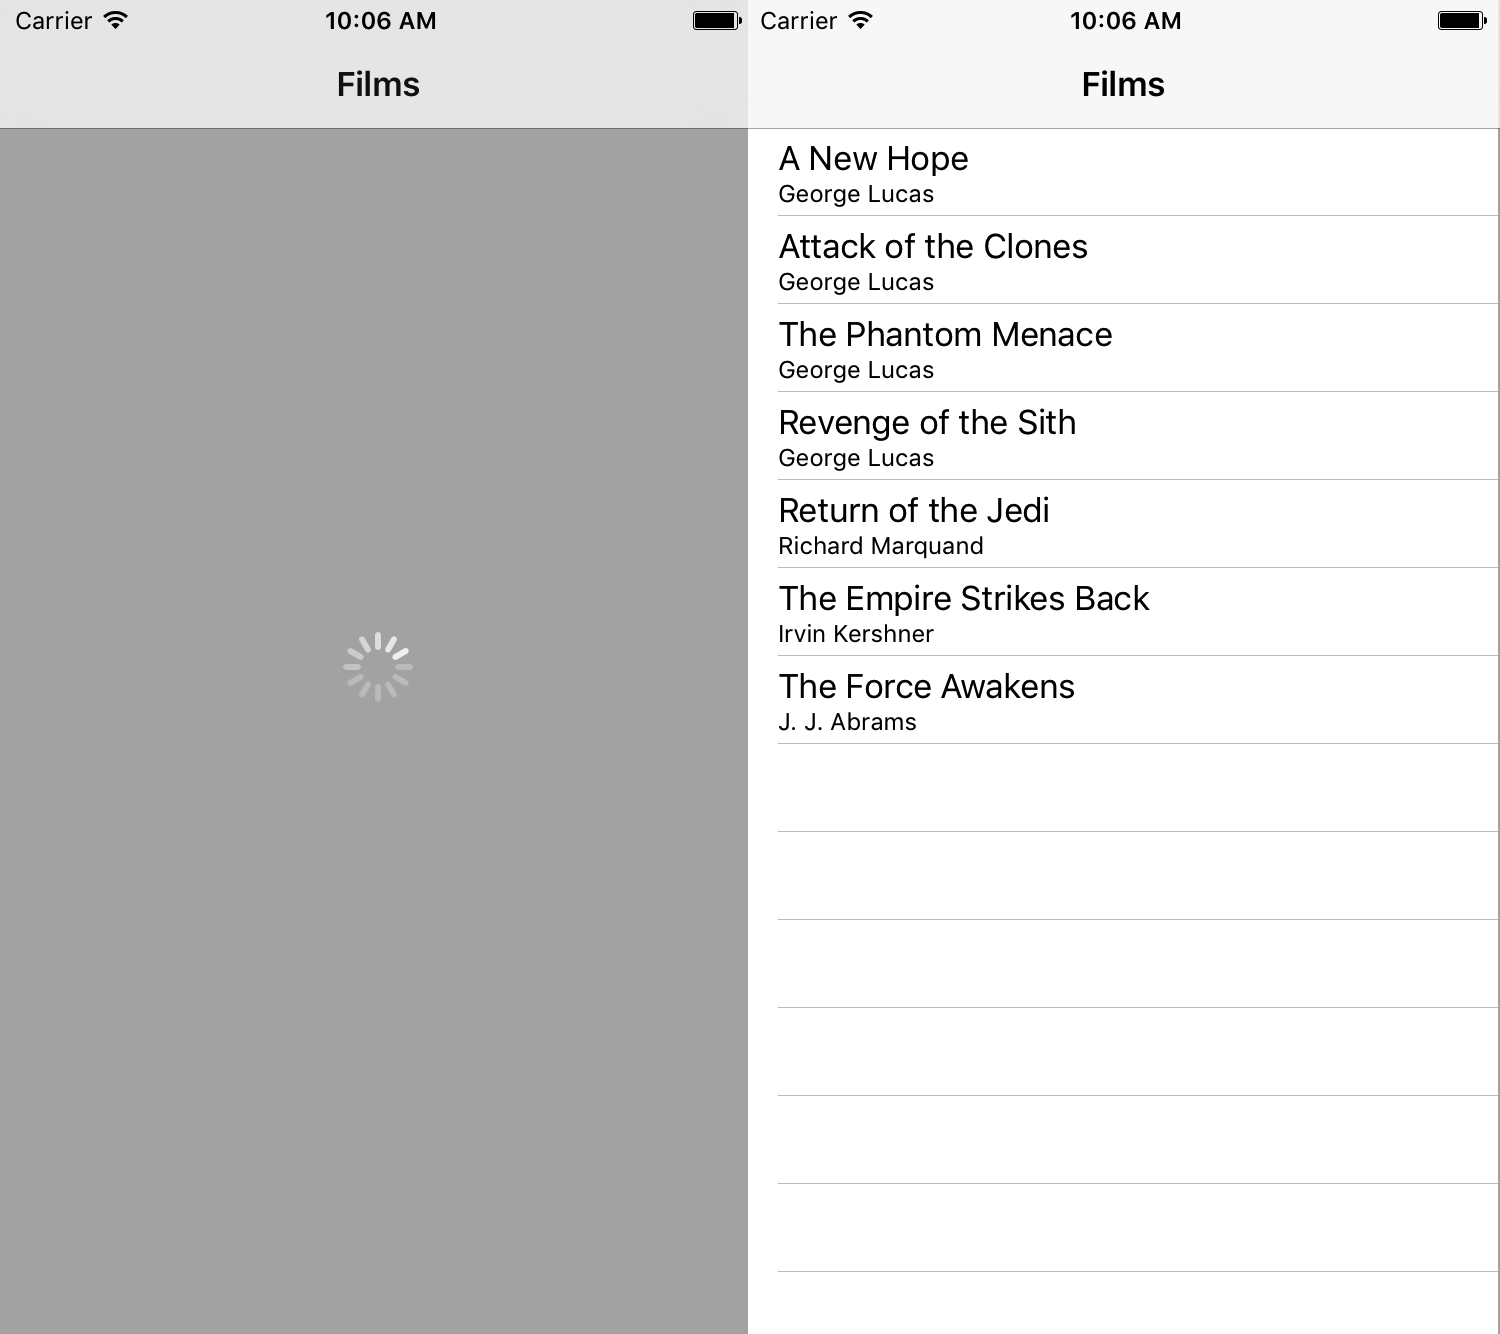 Carrier 10:06 AM
Films
Carrier 10:06 AM
Films
A New Hope
George Lucas
Attack of the Clones
George Lucas
The Phantom Menace
George Lucas
Revenge of the Sith
George Lucas
Return of the Jedi
Richard Marquand
The Empire Strikes Back
Irvin Kershner
The Force Awakens
J. J. Abrams